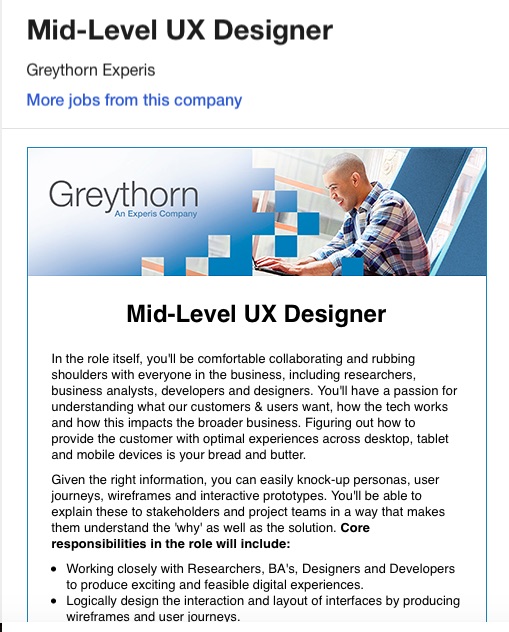 Mid-Level UX Designer
Greythorn Experis
More jobs from this company
Greythorn
An Experis Company
Mid-Level UX Designer
In the role itself, you'll be comfortable collaborating and rubbing
shoulders with everyone in the business, including researchers,
business analysts, developers and designers. You'll have a passion for
understanding what our customers & users want, how the tech works
and how this impacts the broader business. Figuring out how to
provide the customer with optimal experiences across desktop, tablet
and mobile devices is your bread and butter.
Given the right information, you can easily knock-up personas, user
journeys, wireframes and interactive prototypes. You'll be able to
explain these to stakeholders and project teams in a way that makes
them understand the 'why' as well as the solution. Core
responsibilities in the role will include:
• Working closely with Researchers, BA's, Designers and Developers
to produce exciting and feasible digital experiences.
• Logically design the interaction and layout of interfaces by producing
wireframes and user journeys.